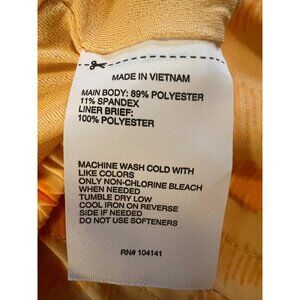 MADE IN VIETNAM
MAIN BODY: 89% POLYESTER
11% SPANDEX
LINER BRIEF:
100% POLYESTER
MACHINE WASH COLD WITH
LIKE COLORS
ONLY NON-CHLORINE BLEACH
WHEN NEEDED
TUMBLE DRY LOW
COOL IRON ON REVERSE
SIDE IF NEEDED
DO NOT USE SOFTENERS
RN# 104141